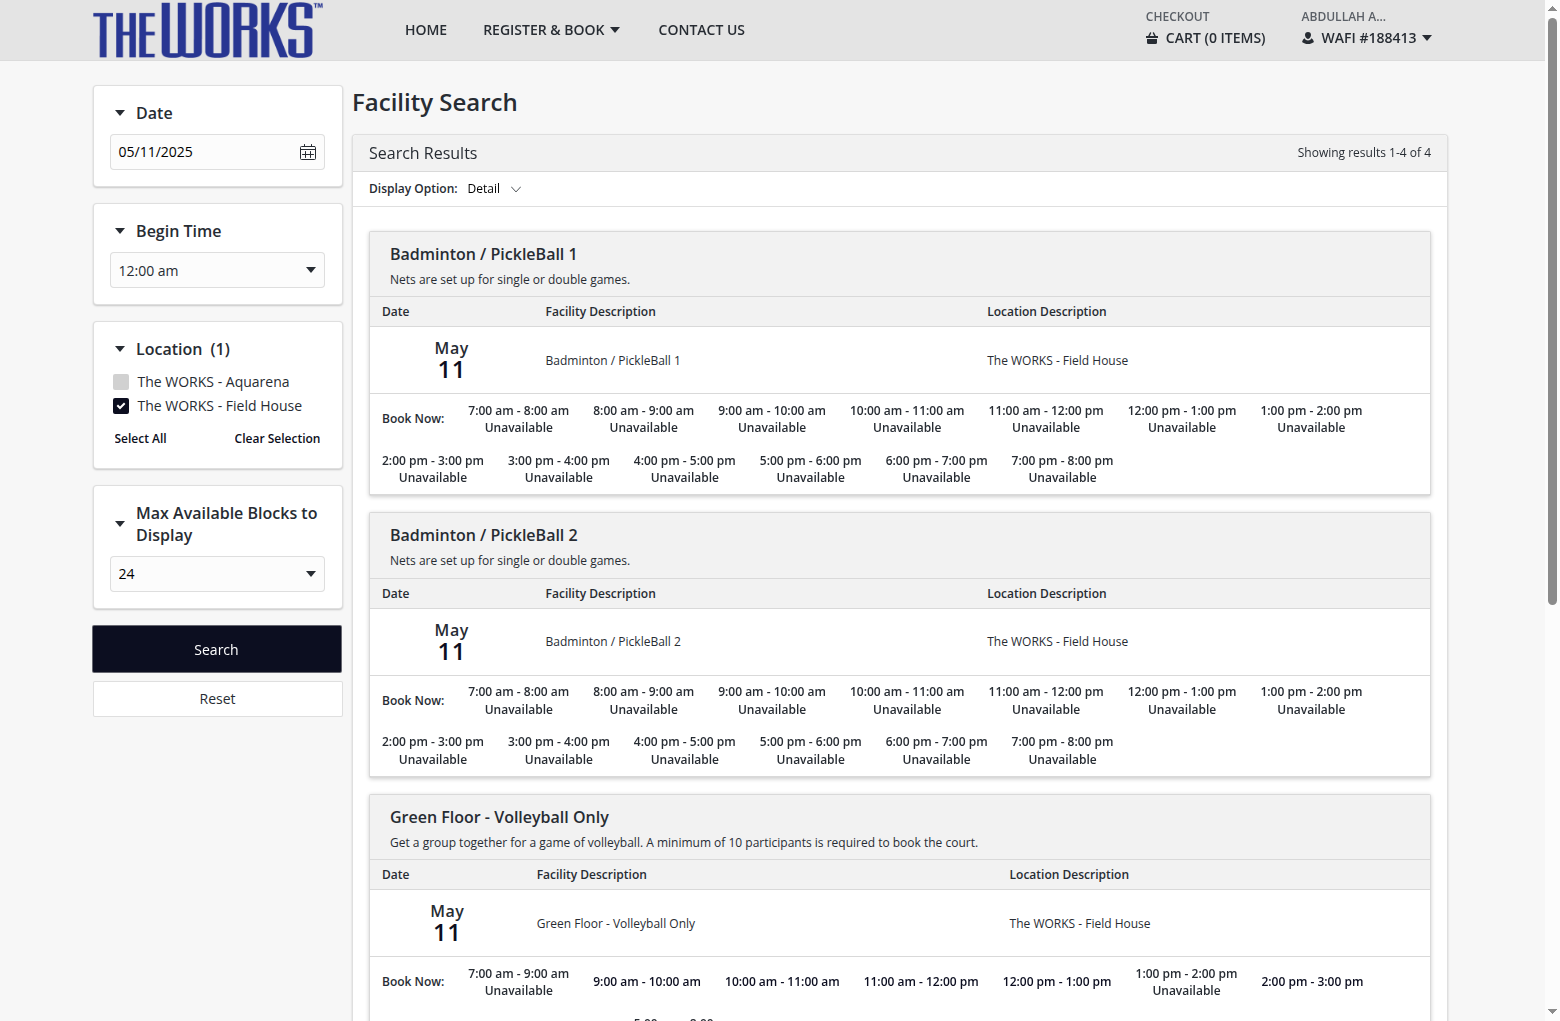 THE WORKS™
HOME
REGISTER & BOOK
CONTACT US
CHECKOUT
CART (0 ITEMS)
ABDULLAH A...
WAFI #188413
Date
05/11/2025
Begin Time
12:00 am
Location (1)
The WORKS - Aquarena
The WORKS - Field House
Select All
Clear Selection
Max Available Blocks to
Display
24
Search
Reset
Facility Search
Search Results
Showing results 1-4 of 4
Display Option: Detail
Badminton / PickleBall 1
Nets are set up for single or double games.
Date Facility Description Location Description
May
11
Badminton / PickleBall 1
The WORKS - Field House
Book Now:
7:00 am - 8:00 am 8:00 am - 9:00 am 9:00 am - 10:00 am 10:00 am - 11:00 am 11:00 am - 12:00 pm 12:00 pm - 1:00 pm 1:00 pm - 2:00 pm
Unavailable Unavailable Unavailable Unavailable Unavailable Unavailable Unavailable
2:00 pm - 3:00 pm 3:00 pm - 4:00 pm 4:00 pm - 5:00 pm 5:00 pm - 6:00 pm 6:00 pm - 7:00 pm 7:00 pm - 8:00 pm
Unavailable Unavailable Unavailable Unavailable Unavailable Unavailable
Badminton / PickleBall 2
Nets are set up for single or double games.
Date Facility Description Location Description
May
11
Badminton / PickleBall 2
The WORKS - Field House
Book Now:
7:00 am - 8:00 am 8:00 am - 9:00 am 9:00 am - 10:00 am 10:00 am - 11:00 am 11:00 am - 12:00 pm 12:00 pm - 1:00 pm 1:00 pm - 2:00 pm
Unavailable Unavailable Unavailable Unavailable Unavailable Unavailable Unavailable
2:00 pm - 3:00 pm 3:00 pm - 4:00 pm 4:00 pm - 5:00 pm 5:00 pm - 6:00 pm 6:00 pm - 7:00 pm 7:00 pm - 8:00 pm
Unavailable Unavailable Unavailable Unavailable Unavailable Unavailable
Green Floor - Volleyball Only
Get a group together for a game of volleyball. A minimum of 10 participants is required to book the court.
Date Facility Description Location Description
May
11
Green Floor - Volleyball Only
The WORKS - Field House
Book Now:
7:00 am - 9:00 am 9:00 am - 10:00 am 10:00 am - 11:00 am 11:00 am - 12:00 pm 12:00 pm - 1:00 pm 1:00 pm - 2:00 pm 2:00 pm - 3:00 pm
Unavailable Unavailable